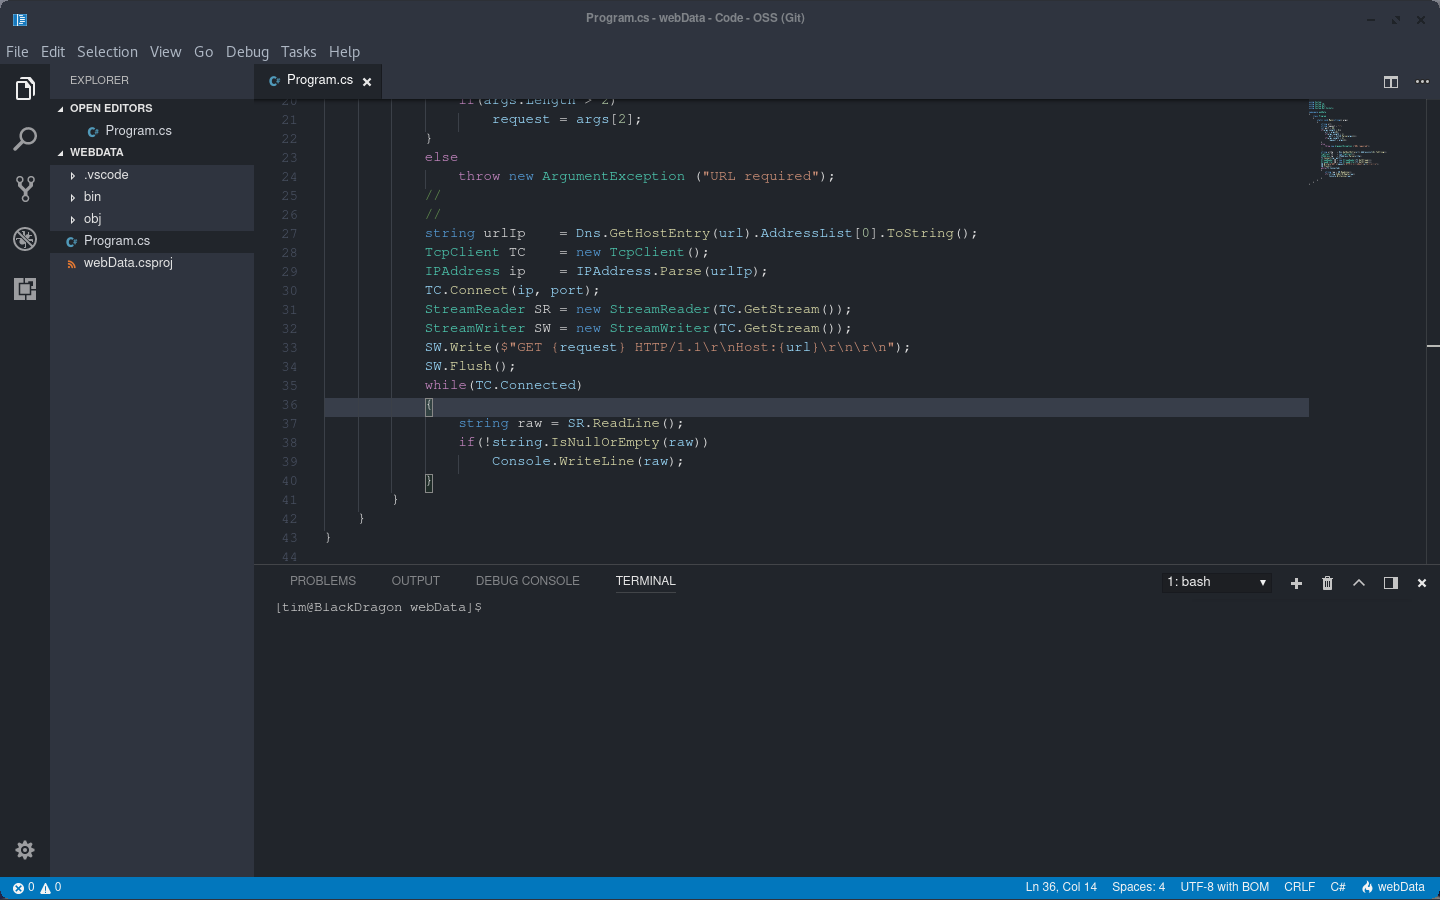 Program.cs - webData - Code - OSS (Git)
File Edit Selection View Go Debug Tasks Help
EXPLORER
OPEN EDITORS
Program.cs
WEBDATA
.vscode
bin
obj
Program.cs
webData.csproj
Program.cs
20 if(args.Length > 2)
21 request = args[2];
22 }
23 else
24 throw new ArgumentException ("URL required");
25 //
26 //
27 string urlIp    = Dns.GetHostEntry(url).AddressList[0].ToString();
28 TcpClient TC    = new TcpClient();
29 IPAddress ip    = IPAddress.Parse(urlIp);
30 TC.Connect(ip, port);
31 StreamReader SR = new StreamReader(TC.GetStream());
32 StreamWriter SW = new StreamWriter(TC.GetStream());
33 SW.Write($"GET {request} HTTP/1.1\r\nHost:{url}\r\n\r\n");
34 SW.Flush();
35 while(TC.Connected)
36 {
37 string raw = SR.ReadLine();
38 if(!string.IsNullOrEmpty(raw))
39 Console.WriteLine(raw);
40 }
41 }
42 }
43 }
44
PROBLEMS OUTPUT DEBUG CONSOLE TERMINAL 1: bash
[tim@BlackDragon webData]$
0 0 Ln 36, Col 14 Spaces: 4 UTF-8 with BOM CRLF C# webData